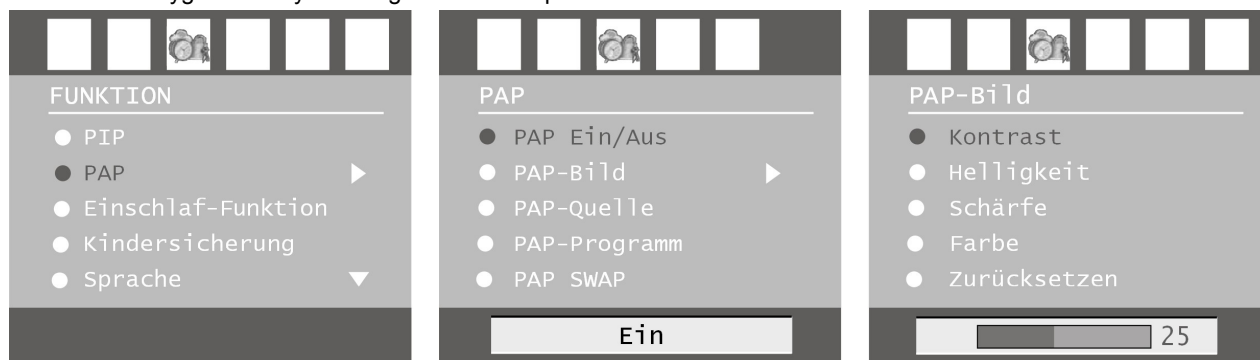 FUNKTION
PIP
PAP
Einschlaf-Funktion
Kindersicherung
Sprache
PAP
PAP Ein/Aus
PAP-Bild
PAP-Quelle
PAP-Programm
PAP SWAP
Ein
PAP-Bild
Kontrast
Helligkeit
Schärfe
Farbe
Zurücksetzen
25